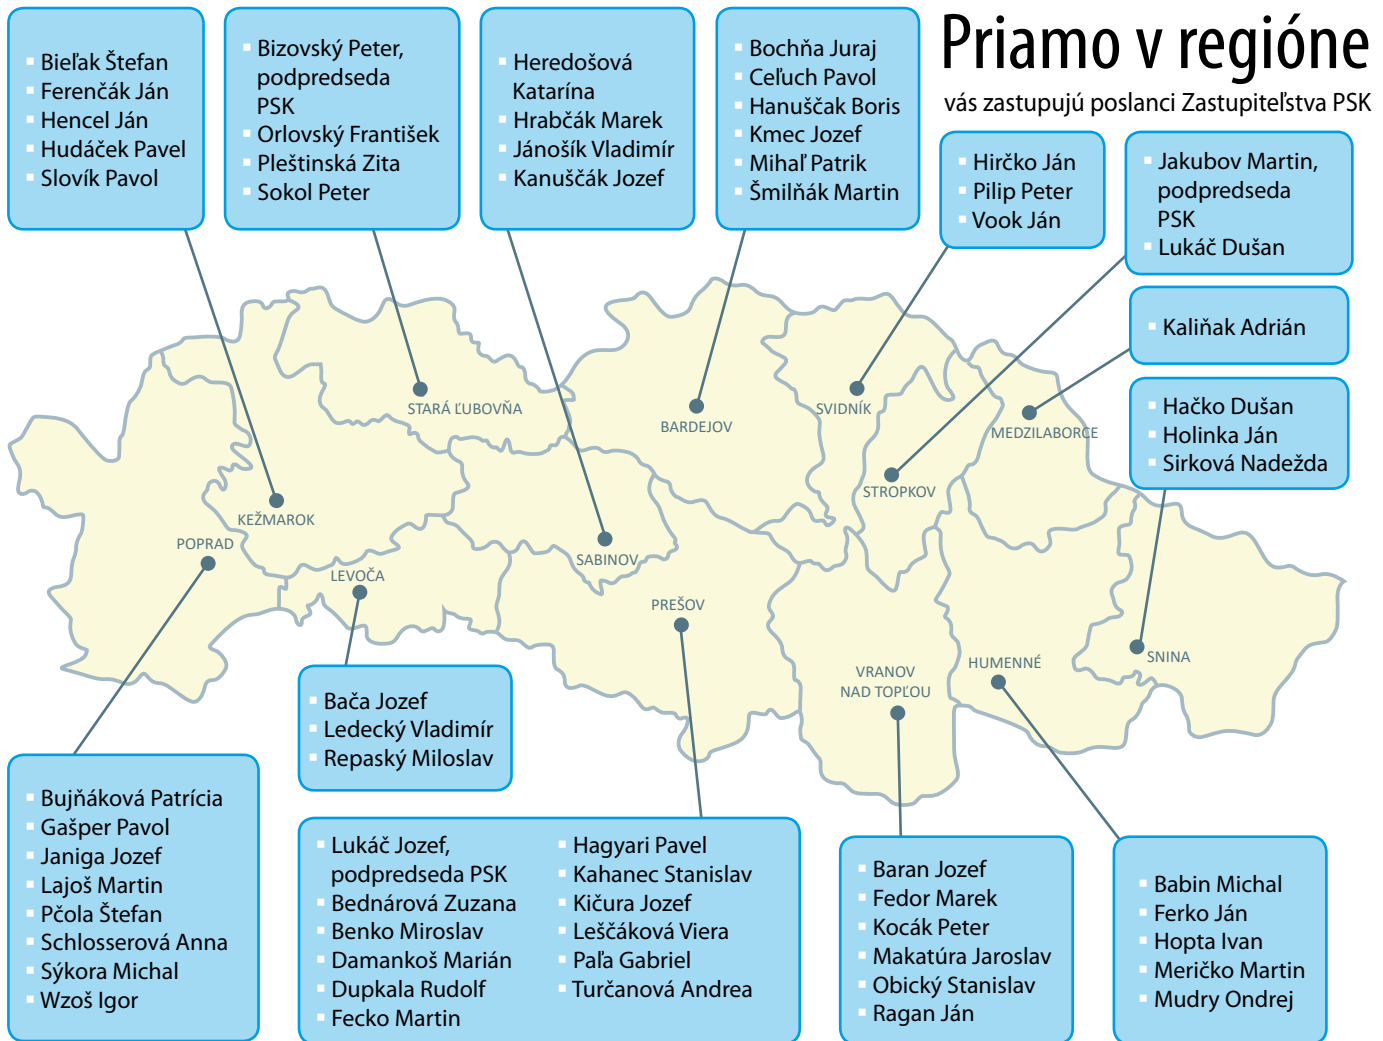 Priamo v regióne
vás zastupujú poslanci Zastupiteľstva PSK
Bieľak Štefan
Ferenčák Ján
Hencel Ján
Hudáček Pavel
Slovík Pavol
Bizovský Peter,
podpredseda
PSK
Orlovský František
Pleštinská Zita
Sokol Peter
Heredošová
Katarína
Hrabčák Marek
Jánošík Vladimír
Kanuščák Jozef
Bochňa Juraj
Ceľuch Pavol
Hanuščak Boris
Kmec Jozef
Mihaľ Patrik
Šmilňák Martin
Hirčko Ján
Pilip Peter
Vook Ján
Jakubov Martin,
podpredseda
PSK
Lukáč Dušan
Kaliňak Adrián
Hačko Dušan
Holinka Ján
Sirková Nadežda
STARÁ ĽUBOVŇA
BARDEJOV
SVIDNÍK
MEDZILABORCE
STROPKOV
KEŽMAROK
POPRAD
LEVOČA
SABINOV
PREŠOV
VRANOV
NAD TOPĽOU
HUMENNÉ
SNINA
Bača Jozef
Ledecký Vladimír
Repaský Miloslav
Bujňáková Patrícia
Gašper Pavol
Janiga Jozef
Lajoš Martin
Pčola Štefan
Schlosserová Anna
Sýkora Michal
Wzoš Igor
Lukáč Jozef,
podpredseda PSK
Bednárová Zuzana
Benko Miroslav
Damankoš Marián
Dupkala Rudolf
Fecko Martin
Hagyari Pavel
Kahanec Stanislav
Kičura Jozef
Leščáková Viera
Paľa Gabriel
Turčanová Andrea
Baran Jozef
Fedor Marek
Kocák Peter
Makatúra Jaroslav
Obický Stanislav
Ragan Ján
Babin Michal
Ferko Ján
Hopta Ivan
Meričko Martin
Mudry Ondrej